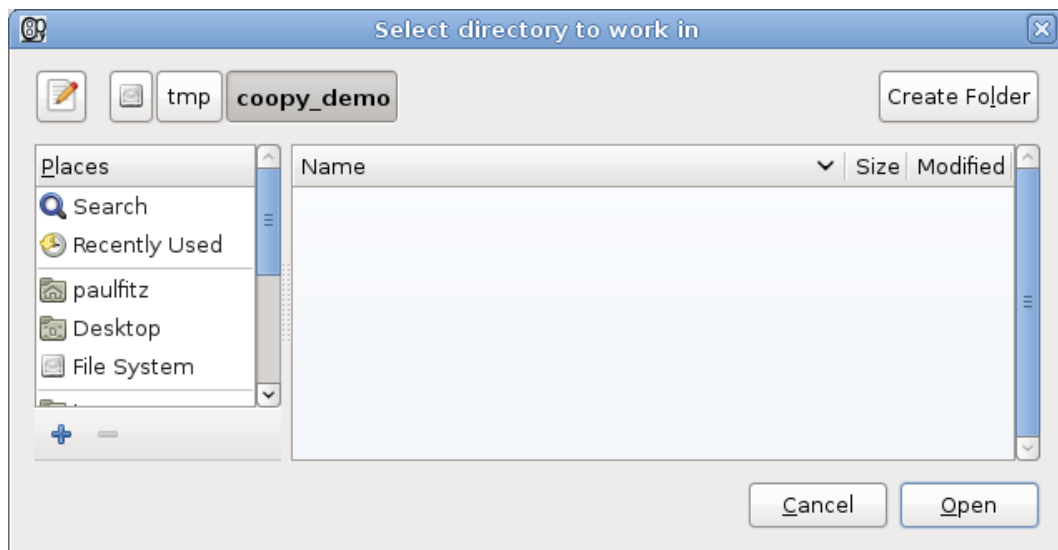 Select directory to work in
tmp coopy_demo Create Folder
Places
Search
Recently Used
paulfitz
Desktop
File System
Name Size Modified
Cancel Open